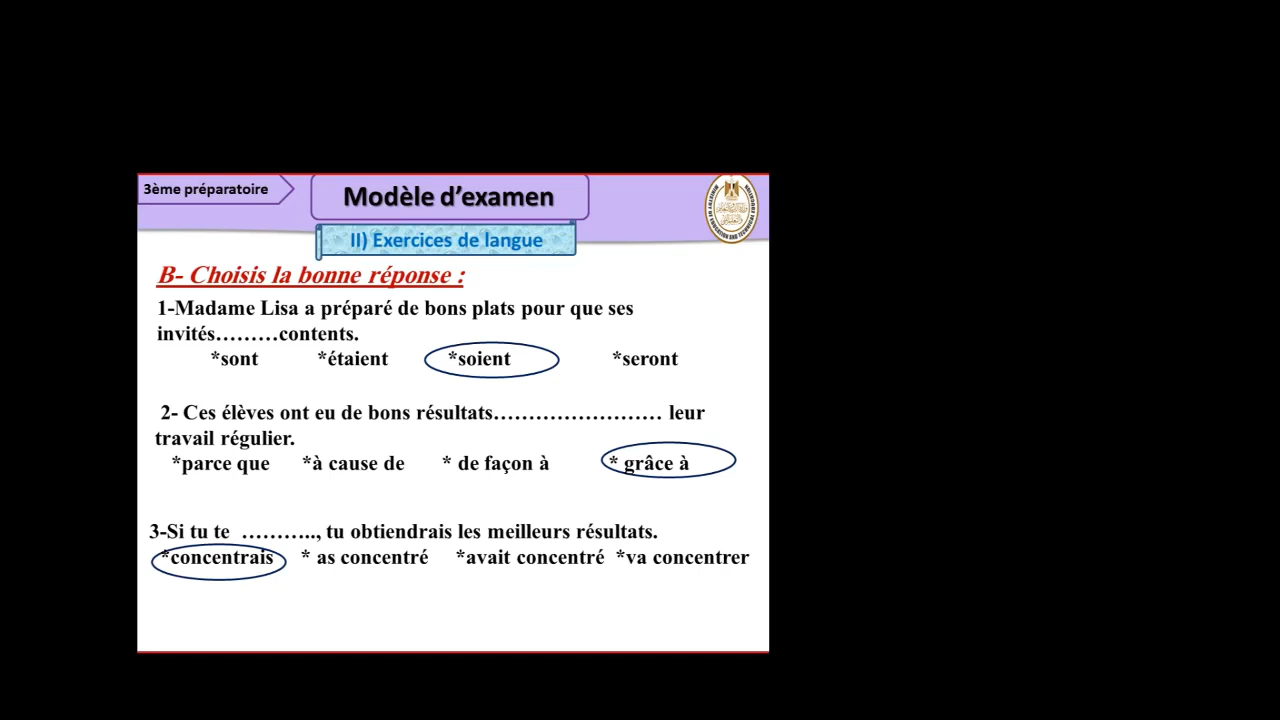 3ème préparatoire
Modèle d’examen
II) Exercices de langue
B- Choisis la bonne réponse :
1-Madame Lisa a préparé de bons plats pour que ses
invités………contents.
*sont *étaient *soient *seront
2- Ces élèves ont eu de bons résultats…………………… leur
travail régulier.
*parce que *à cause de * de façon à * grâce à
3-Si tu te ……….., tu obtiendrais les meilleurs résultats.
*concentrais * as concentré *avait concentré *va concentrer